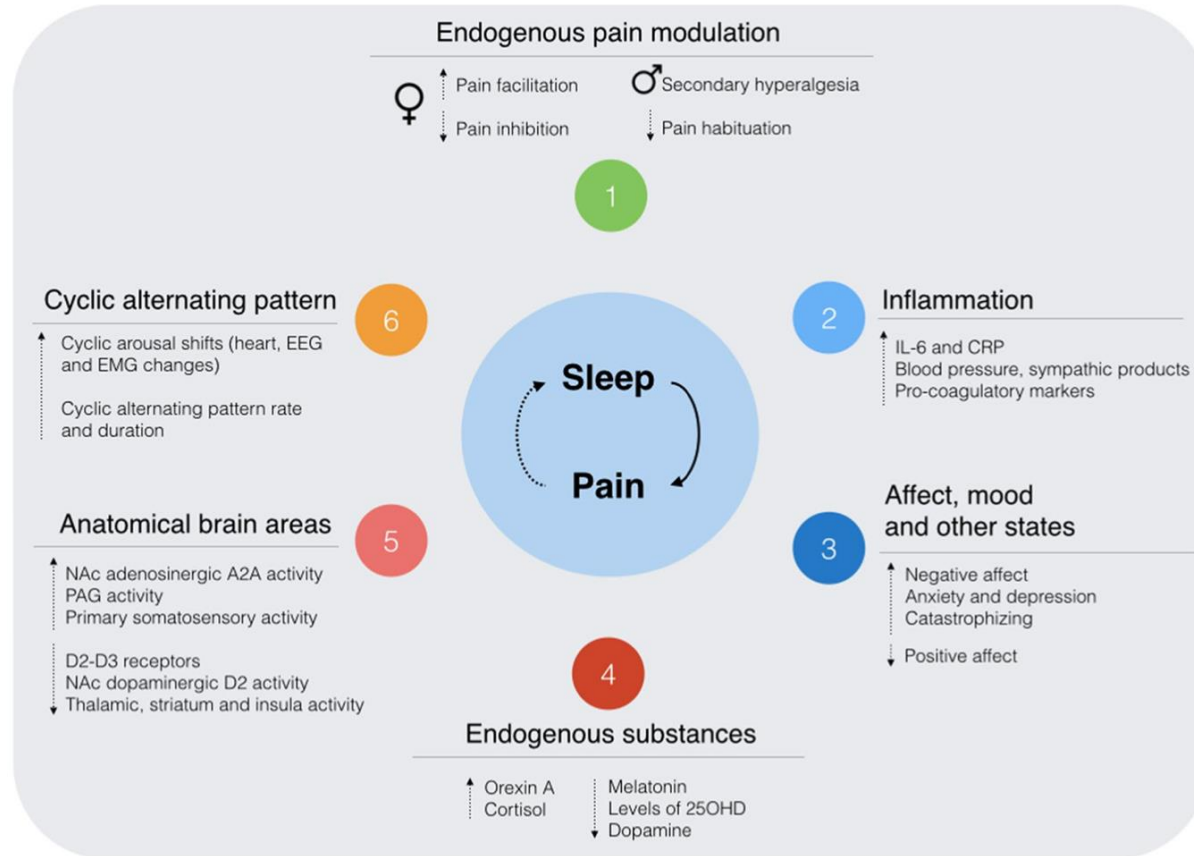 Endogenous pain modulation
Pain facilitation
Pain inhibition
Secondary hyperalgesia
Pain habituation
1
Cyclic alternating pattern
6
Cyclic arousal shifts (heart, EEG
and EMG changes)
Cyclic alternating pattern rate
and duration
2
Inflammation
IL-6 and CRP
Blood pressure, sympathic products
Pro-coagulatory markers
Sleep
Pain
Anatomical brain areas
5
NAc adenosinergic A2A activity
PAG activity
Primary somatosensory activity
D2-D3 receptors
NAc dopaminergic D2 activity
Thalamic, striatum and insula activity
3
Affect, mood
and other states
Negative affect
Anxiety and depression
Catastrophizing
Positive affect
4
Endogenous substances
Orexin A
Cortisol
Melatonin
Levels of 25OHD
Dopamine